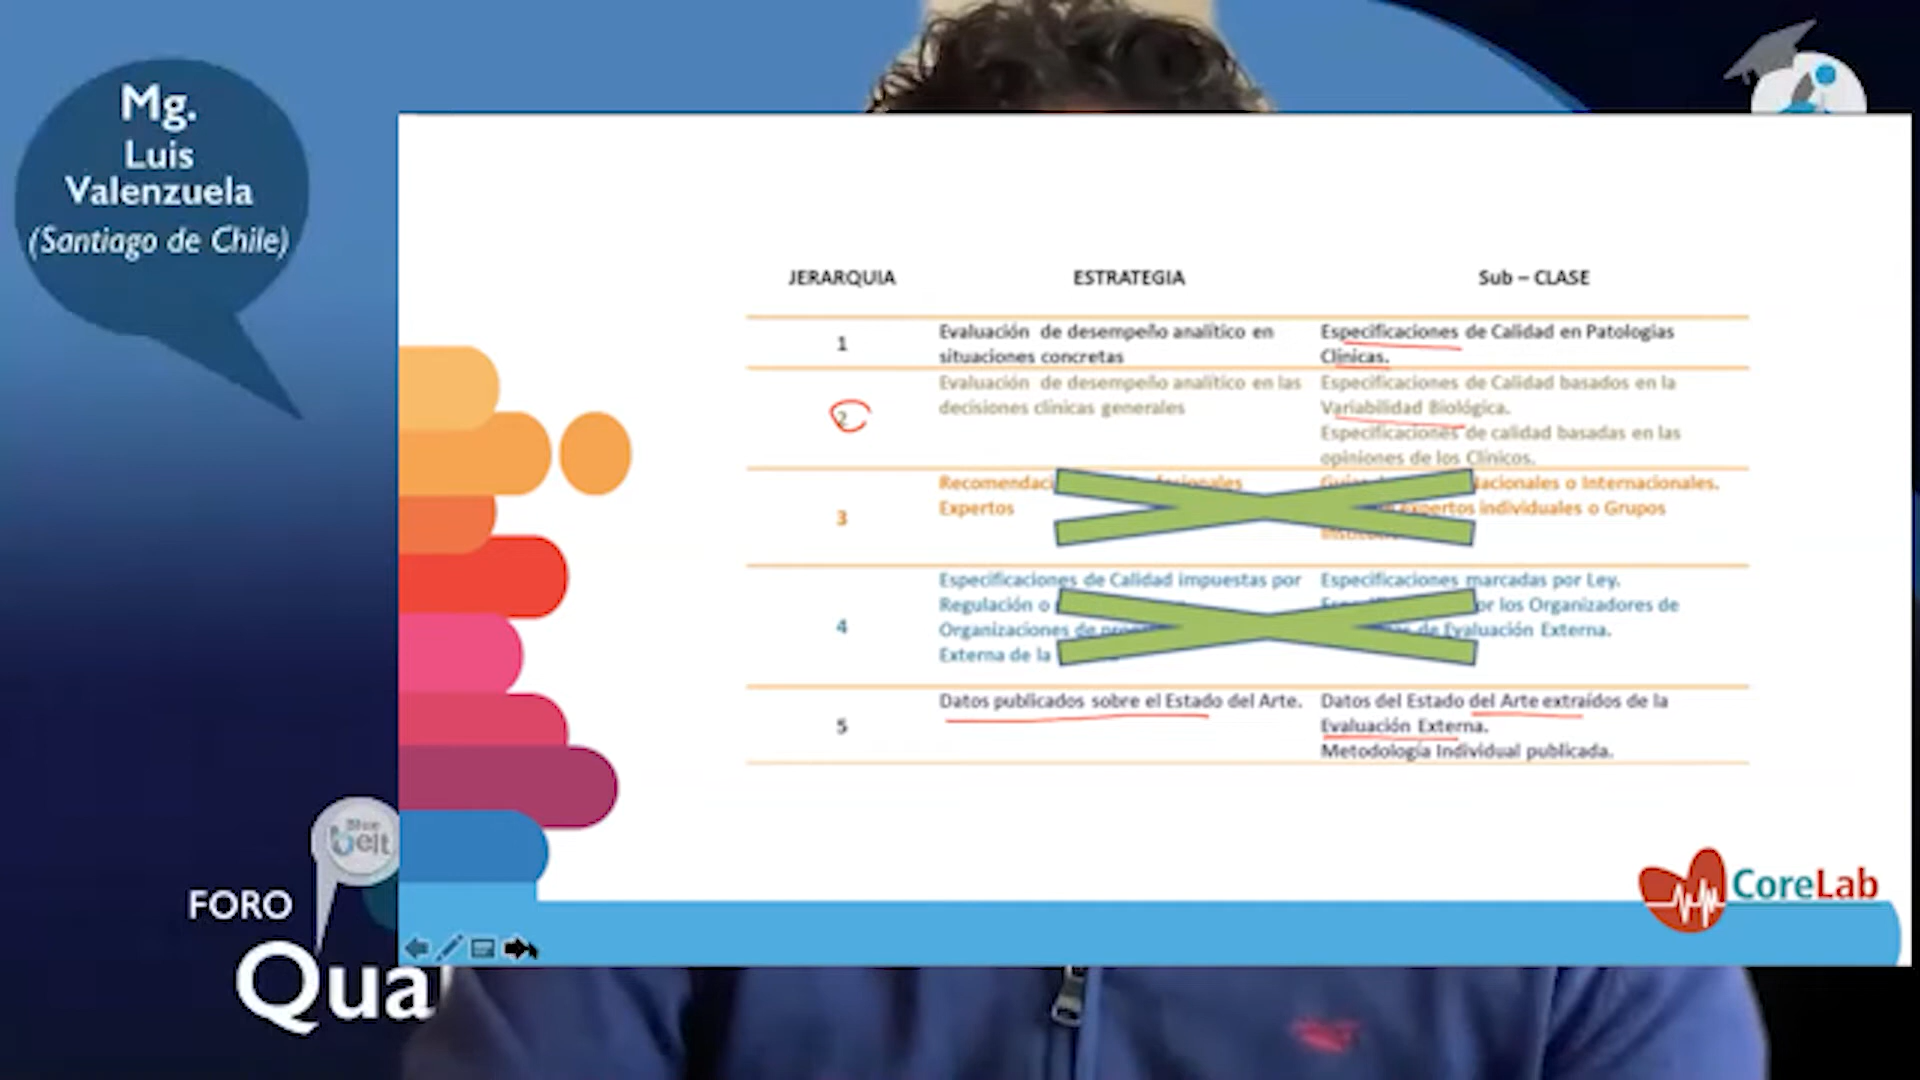 Mg.
Luis
Valenzuela
(Santiago de Chile)
JERARQUIA
ESTRATEGIA
Sub – CLASE
1
Evaluación de desempeño analítico en
situaciones concretas
Especificaciones de Calidad en Patologias
Clínicas.
2
Evaluación de desempeño analítico en las
decisiones clínicas generales
Especificaciones de Calidad basados en la
Variabilidad Biológica.
Especificaciones de calidad basadas en las
opiniones de los Clínicos.
3
Expertos
Nacionales o Internacionales.
expertos individuales o Grupos
4
Especificaciones de Calidad impuestas por
Regulación o
Organizaciones de
Externa de la
Especificaciones marcadas por Ley.
por los Organizadores de
de Evaluación Externa.
5
Datos publicados sobre el Estado del Arte.
Datos del Estado del Arte extraídos de la
Evaluación Externa.
Metodología Individual publicada.
CoreLab
Blue
belt
FORO
Qua